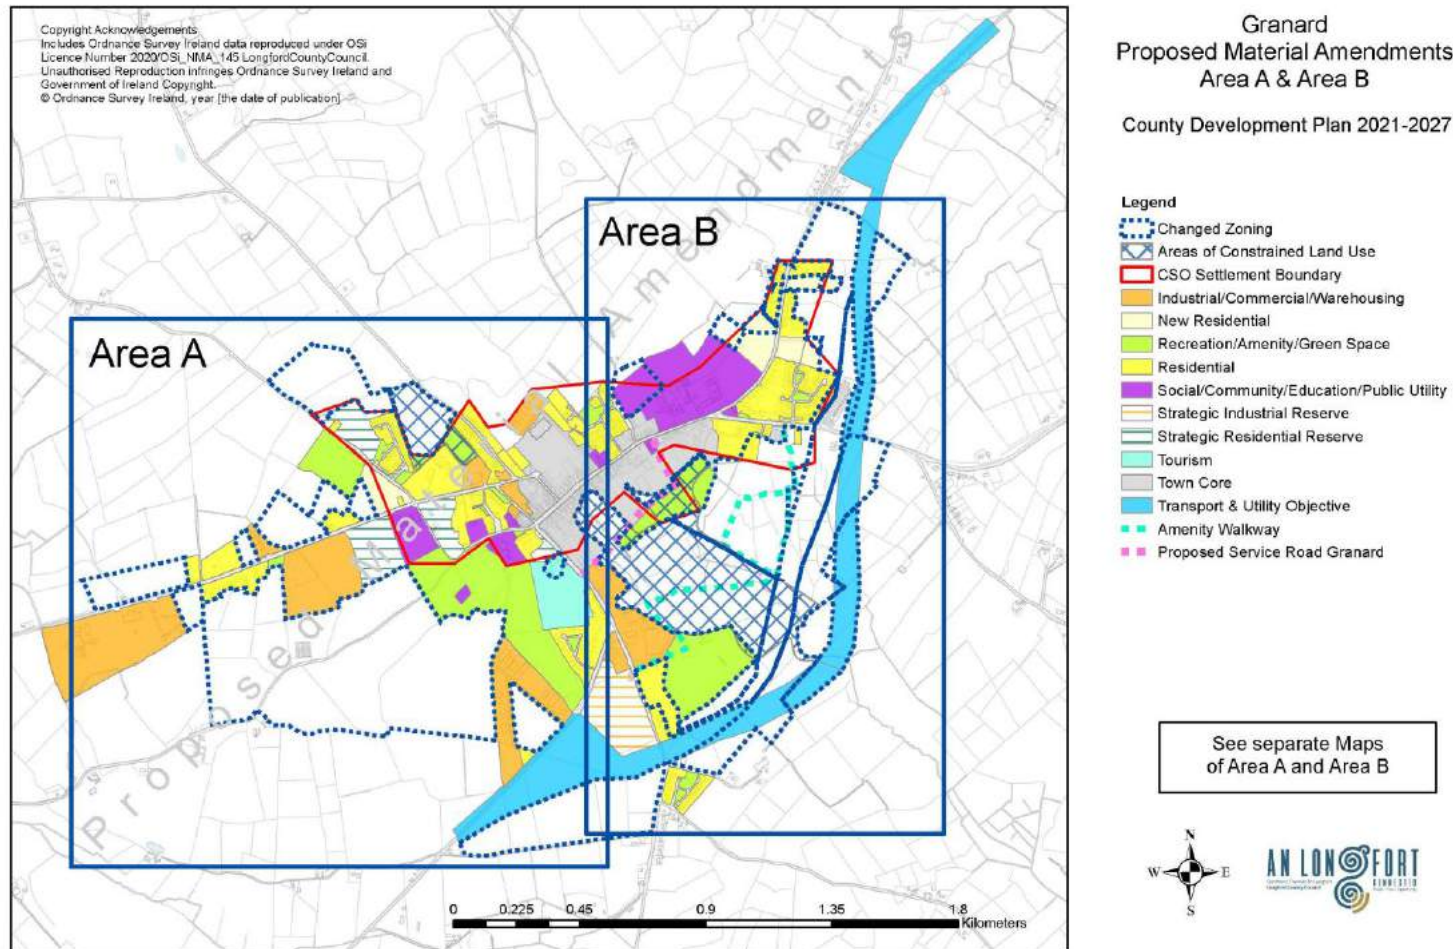 Copyright Acknowledgements
Includes Ordnance Survey Ireland data reproduced under OSi
Licence Number 2020/OSi_NMA_145 LongfordCountyCouncil.
Unauthorised Reproduction infringes Ordnance Survey Ireland and
Government of Ireland Copyright.
© Ordnance Survey Ireland, year [the date of publication]
Granard
Proposed Material Amendments
Area A & Area B
County Development Plan 2021-2027
Area A
Area B
Proposed Material Amendments
Legend
Changed Zoning
Areas of Constrained Land Use
CSO Settlement Boundary
Industrial/Commercial/Warehousing
New Residential
Recreation/Amenity/Green Space
Residential
Social/Community/Education/Public Utility
Strategic Industrial Reserve
Strategic Residential Reserve
Tourism
Town Core
Transport & Utility Objective
Amenity Walkway
Proposed Service Road Granard
See separate Maps
of Area A and Area B
N
W E
S
AN LONGFORT
0 0.225 0.45 0.9 1.35 1.8
Kilometers